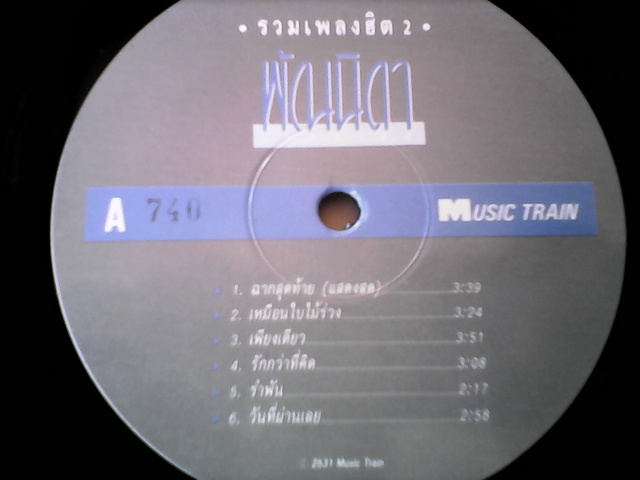 • รวมเพลงฮิต 2 •
พัณนิดา
A 740 MUSIC TRAIN
1. ฉากสุดท้าย (แสดงสด) 3:39
2. เหมือนใบไม้ร่วง 3:24
3. เพียงเดียว 3:51
4. รักกว่าที่คิด 3:08
5. รำพัน 2:17
6. วันที่ผ่านเลย 2:58
© 2531 Music Train